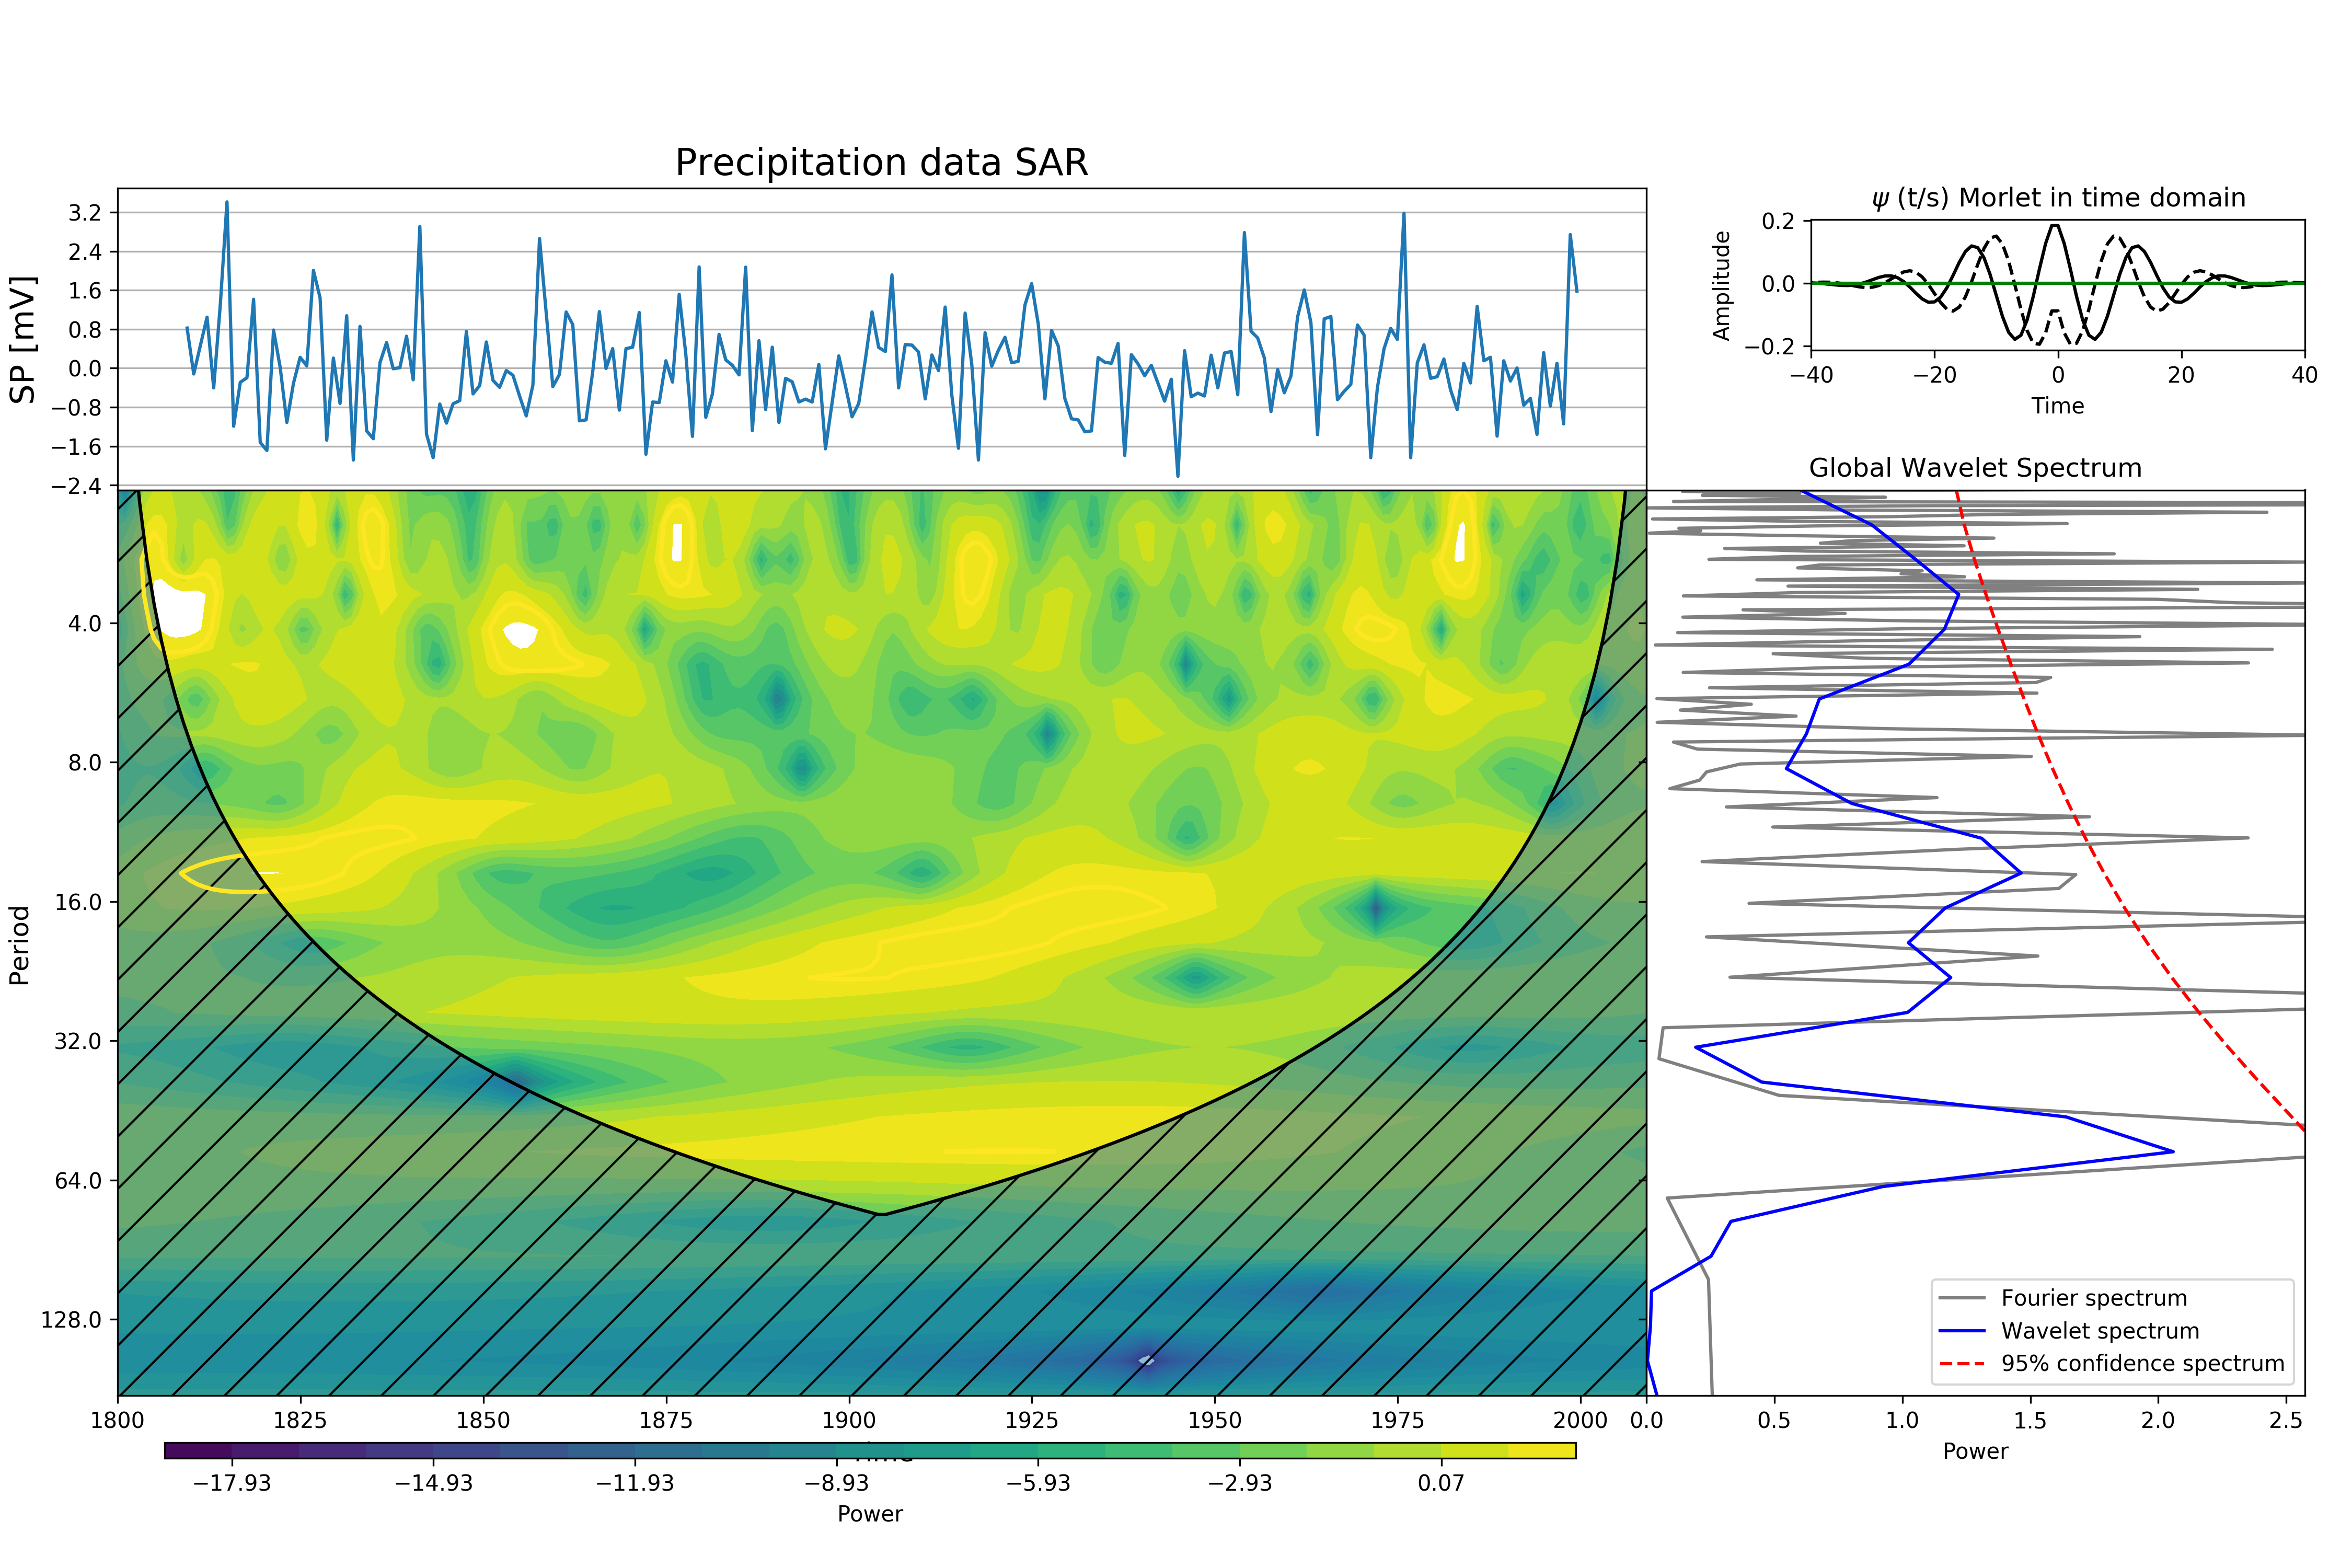 Precipitation data SAR
SP [mV]
3.2
2.4
1.6
0.8
0.0
−0.8
−1.6
−2.4
ψ (t/s) Morlet in time domain
Amplitude
0.2
0.0
−0.2
−40 −20 0 20 40
Time
Global Wavelet Spectrum
Period
4.0
8.0
16.0
32.0
64.0
128.0
1800 1825 1850 1875 1900 1925 1950 1975 2000
0.0 0.5 1.0 1.5 2.0 2.5
Power
Fourier spectrum
Wavelet spectrum
95% confidence spectrum
−17.93 −14.93 −11.93 −8.93 −5.93 −2.93 0.07
Power